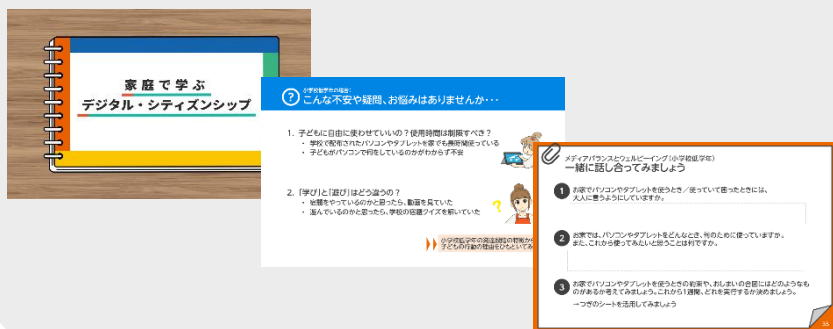 家庭で学ぶ
デジタル・シティズンシップ
?
小学校低学年の場合:
こんな不安や疑問、お悩みはありませんか・・・
1. 子どもに自由に使わせていいの？使用時間は制限すべき？
・ 学校で配布されたパソコンやタブレットを家でも長時間使っている
・ 子どもがパソコンで何をしているのかがわからず不安
2. 「学び」と「遊び」はどう違うの？
・ 宿題をやっているのかと思ったら、動画を見ていた
・ 遊んでいるのかと思ったら、学校の宿題クイズを解いていた
?
小学校低学年の発達段階の特徴から
子どもの行動の理由をひもといてみ
メディアバランスとウェルビーイング（小学校低学年）
一緒に話し合ってみましょう
1 お家でパソコンやタブレットを使うとき／使っていて困ったときには、
大人に言うようにしていますか。
2 お家では、パソコンやタブレットをどんなとき、何のために使っていますか。
また、これから使ってみたいと思うことは何ですか。
3 お家でパソコンやタブレットを使うときの約束や、おしまいの合図にはどのようなも
のがあるか考えてみましょう。これから1週間、どれを実行するか決めましょう。
→つぎのシートを活用してみましょう